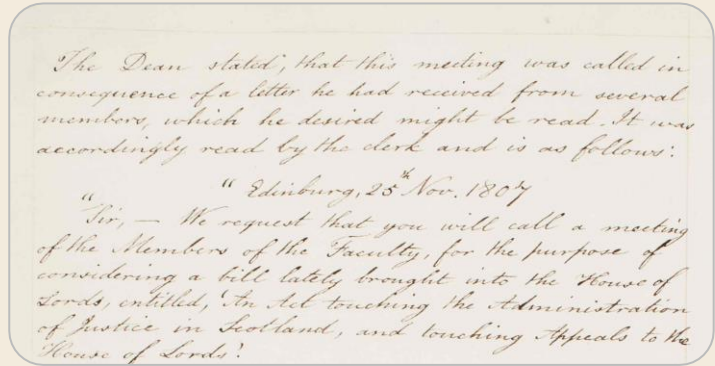 The Dean stated, that this meeting was called in
consequence of a letter he had received from several
members, which he desired might be read. It was
accordingly read by the clerk and is as follows:
" Edinburg, 25th Nov. 1807
" Sir, — We request that you will call a meeting
of the Members of the Faculty, for the purpose of
considering a bill lately brought into the House of
Lords, entitled, 'An Act touching the Administration
of Justice in Scotland, and touching Appeals to the
House of Lords'.